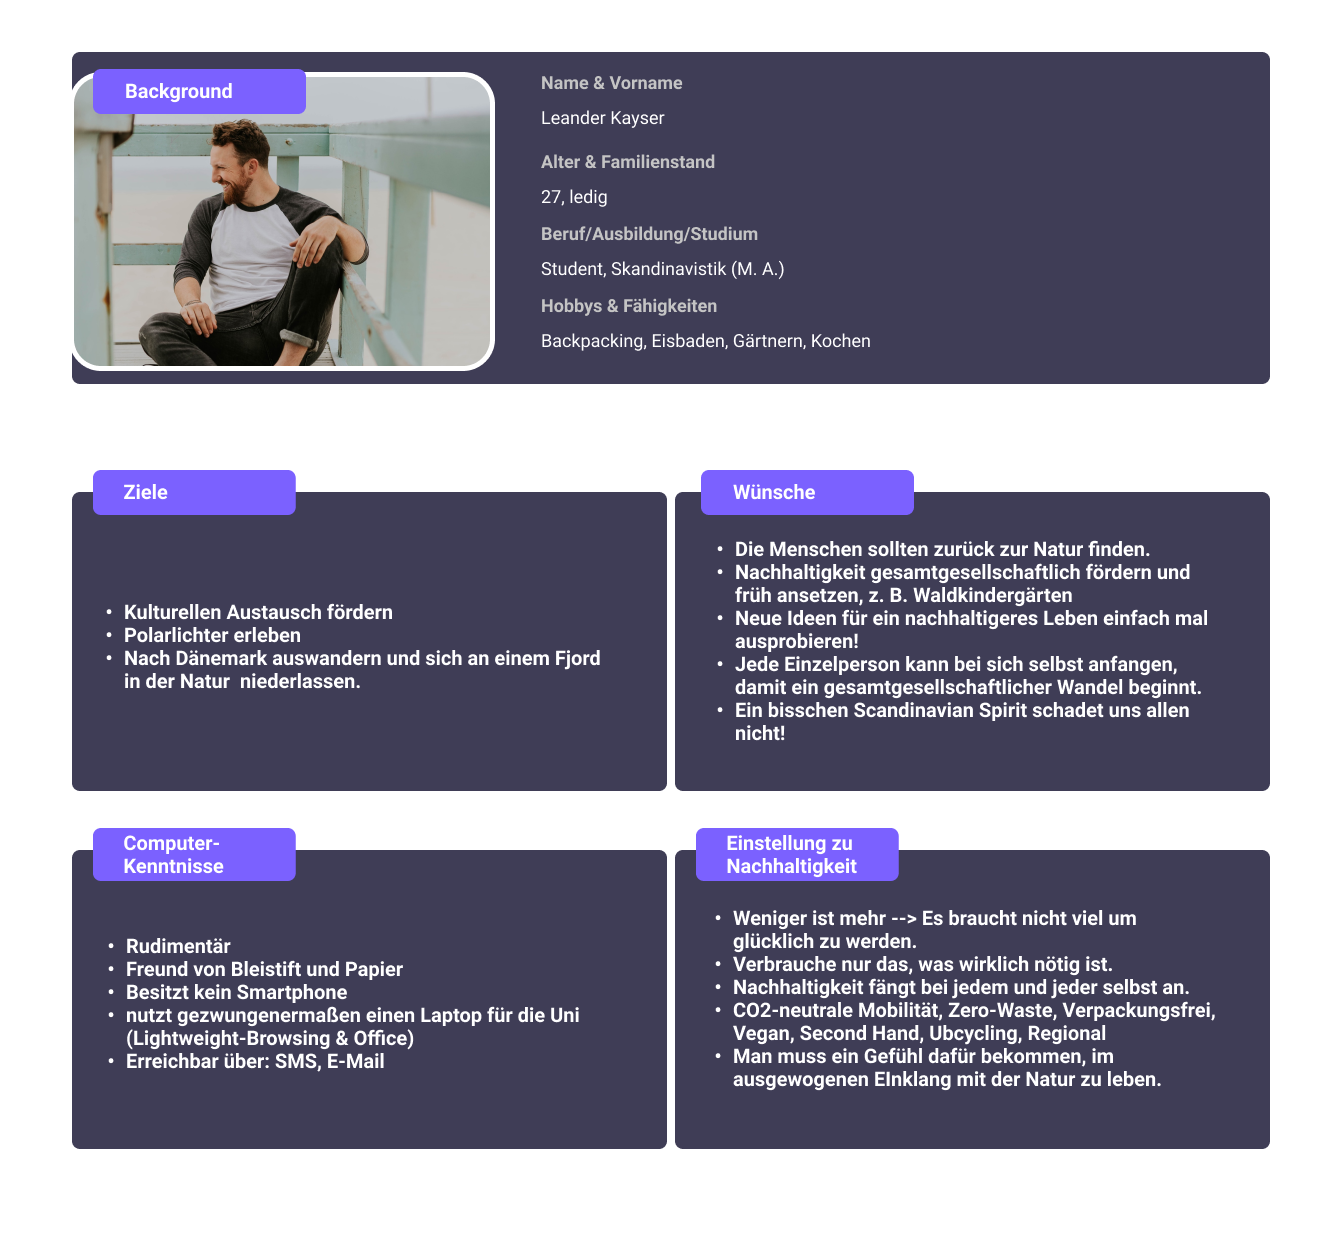 Background
Name & Vorname
Leander Kayser
Alter & Familienstand
27, ledig
Beruf/Ausbildung/Studium
Student, Skandinavistik (M. A.)
Hobbys & Fähigkeiten
Backpacking, Eisbaden, Gärtnern, Kochen
Ziele
• Kulturellen Austausch fördern
• Polarlichter erleben
• Nach Dänemark auswandern und sich an einem Fjord
in der Natur  niederlassen.
Wünsche
• Die Menschen sollten zurück zur Natur finden.
• Nachhaltigkeit gesamtgesellschaftlich fördern und
früh ansetzen, z. B. Waldkindergärten
• Neue Ideen für ein nachhaltigeres Leben einfach mal
ausprobieren!
• Jede Einzelperson kann bei sich selbst anfangen,
damit ein gesamtgesellschaftlicher Wandel beginnt.
• Ein bisschen Scandinavian Spirit schadet uns allen
nicht!
Computer-
Kenntnisse
• Rudimentär
• Freund von Bleistift und Papier
• Besitzt kein Smartphone
• nutzt gezwungenermaßen einen Laptop für die Uni
(Lightweight-Browsing & Office)
• Erreichbar über: SMS, E-Mail
Einstellung zu
Nachhaltigkeit
• Weniger ist mehr --> Es braucht nicht viel um
glücklich zu werden.
• Verbrauche nur das, was wirklich nötig ist.
• Nachhaltigkeit fängt bei jedem und jeder selbst an.
• CO2-neutrale Mobilität, Zero-Waste, Verpackungsfrei,
Vegan, Second Hand, Ubcycling, Regional
• Man muss ein Gefühl dafür bekommen, im
ausgewogenen EInklang mit der Natur zu leben.